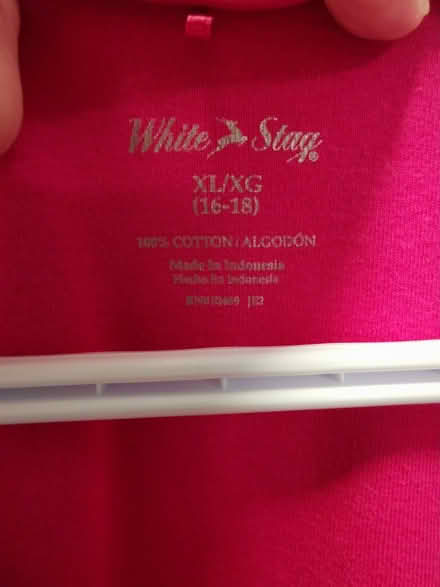 White Stag®
XL/XG
(16-18)
100% COTTON/ALGODÓN
Made In Indonesia
Hecho En Indonesia